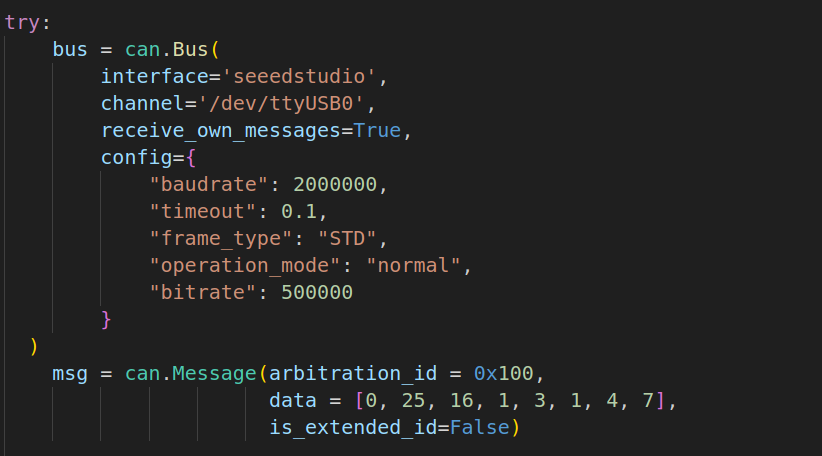 try:
    bus = can.Bus(
        interface='seeedstudio',
        channel='/dev/ttyUSB0',
        receive_own_messages=True,
        config={
            "baudrate": 2000000,
            "timeout": 0.1,
            "frame_type": "STD",
            "operation_mode": "normal",
            "bitrate": 500000
        }
  )
    msg = can.Message(arbitration_id = 0x100,
                      data = [0, 25, 16, 1, 3, 1, 4, 7],
                      is_extended_id=False)